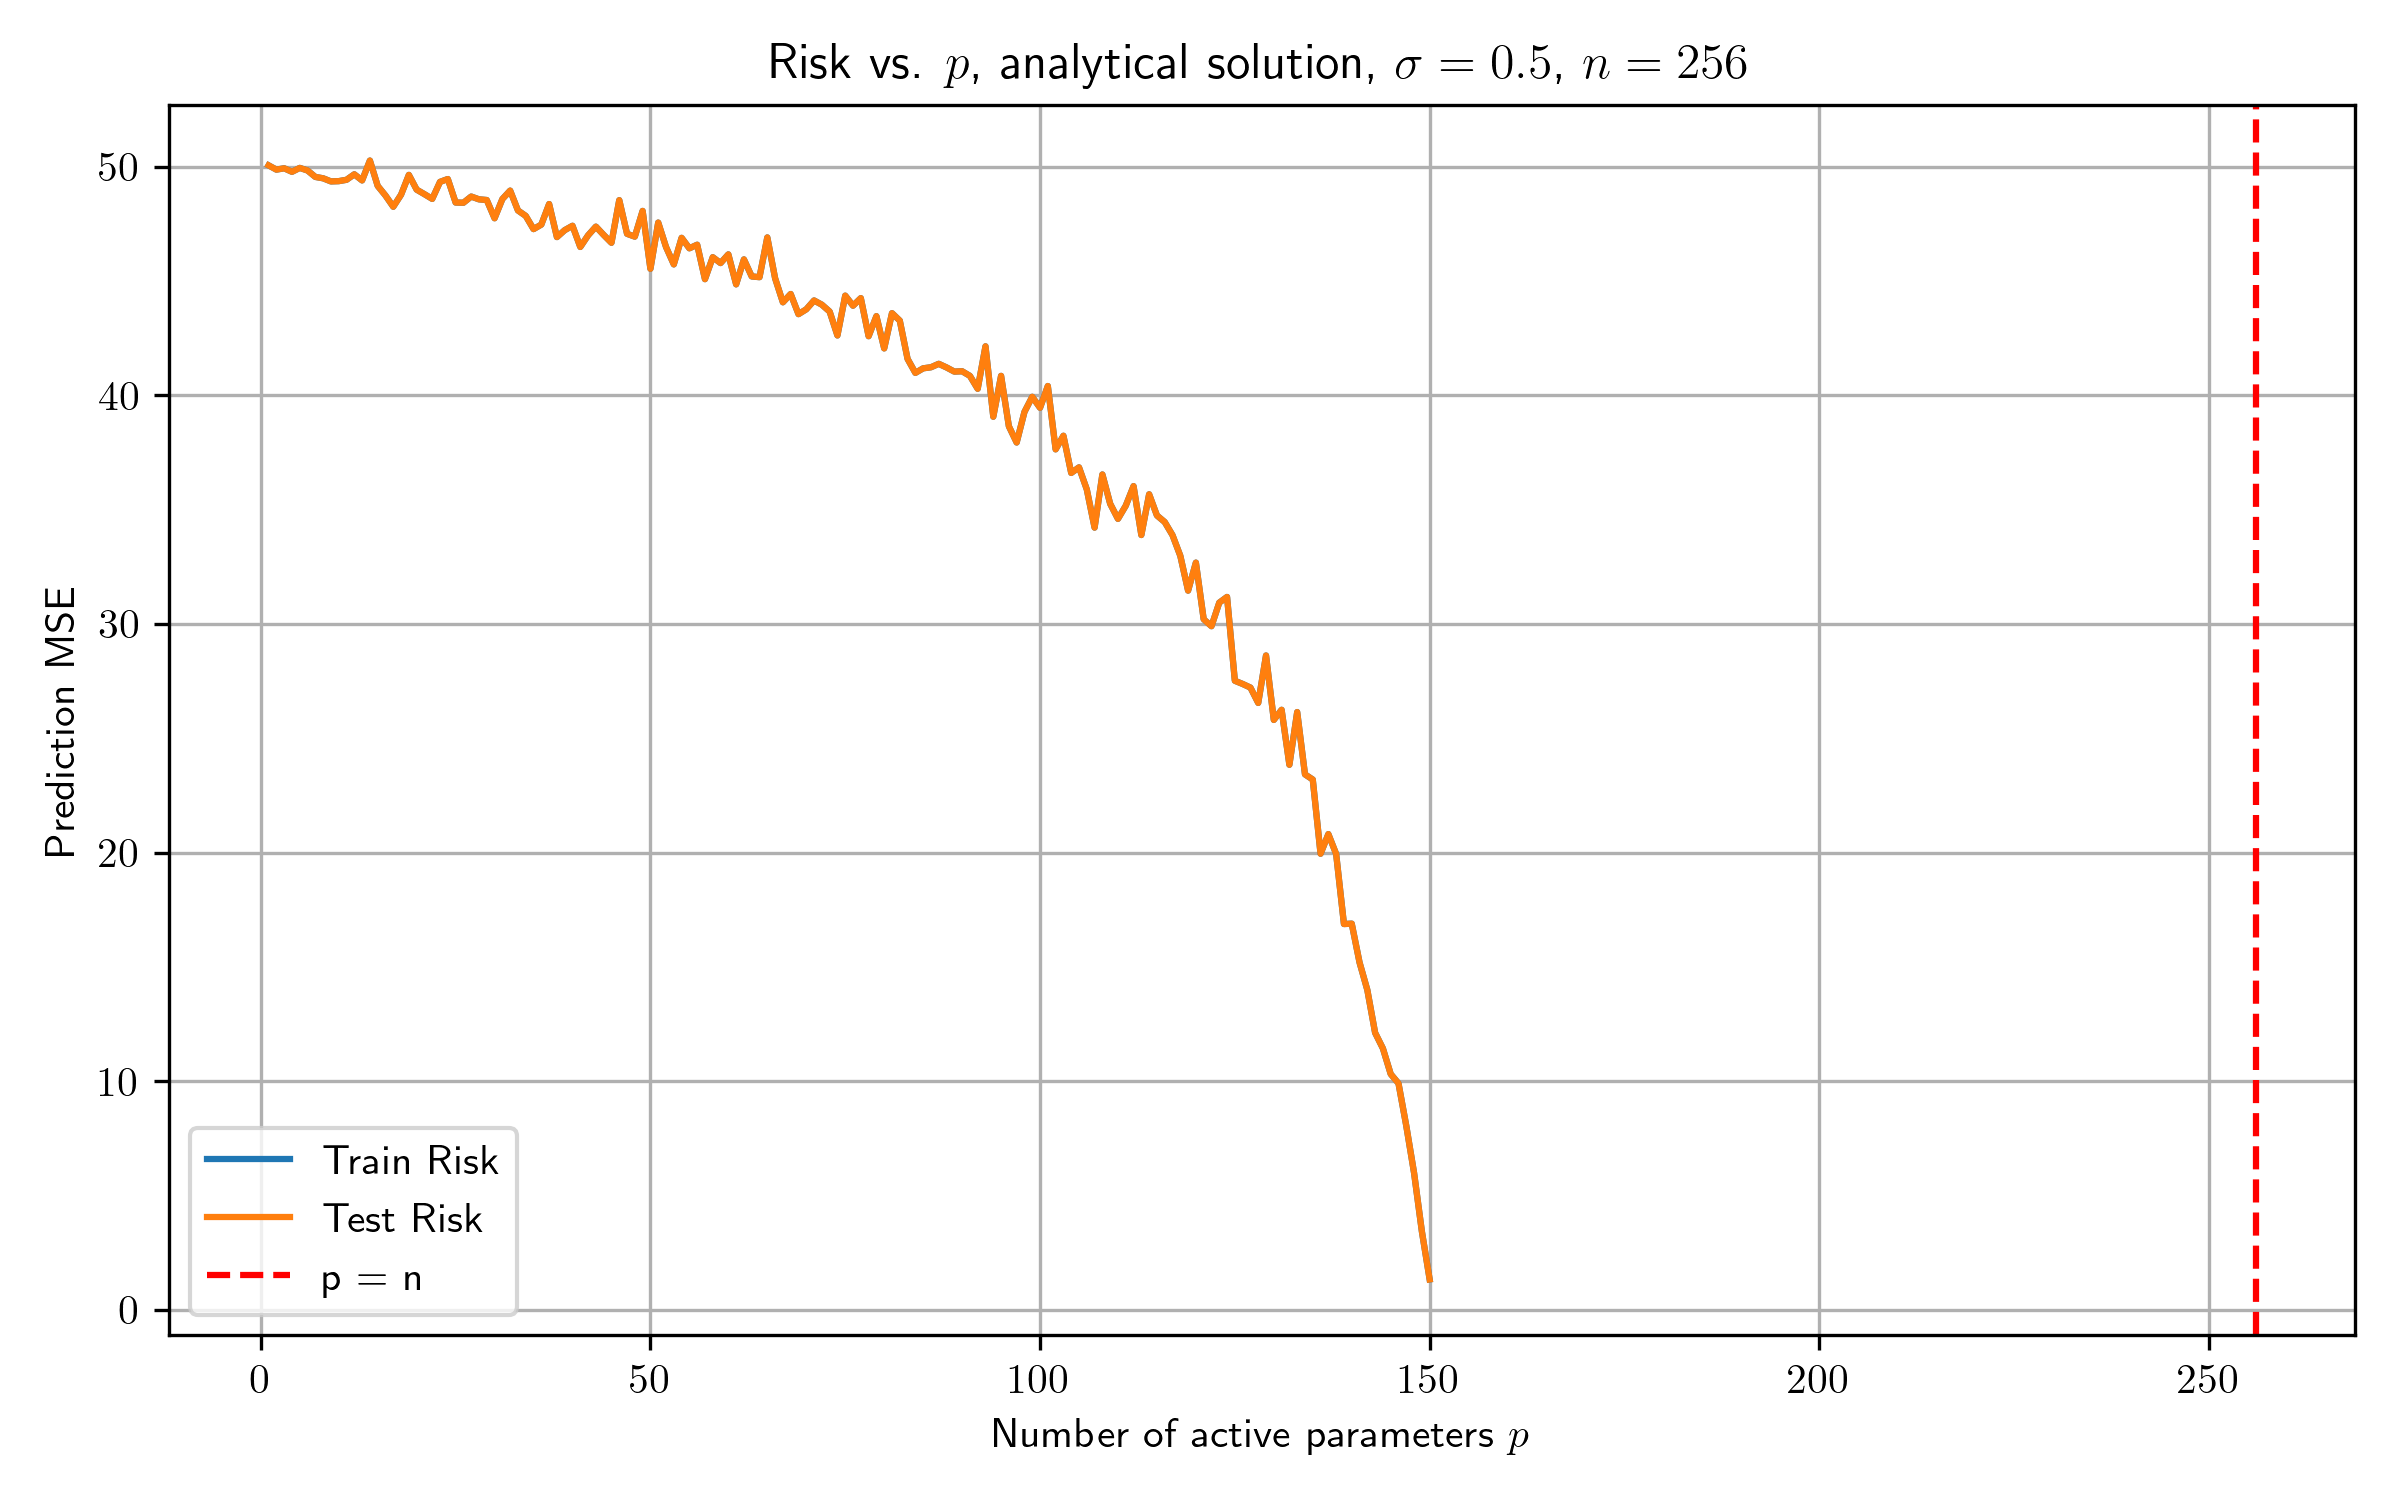 Risk vs. p, analytical solution, σ = 0.5, n = 256
Prediction MSE
50
40
30
20
10
0
Train Risk
Test Risk
p = n
0 50 100 150 200 250
Number of active parameters p